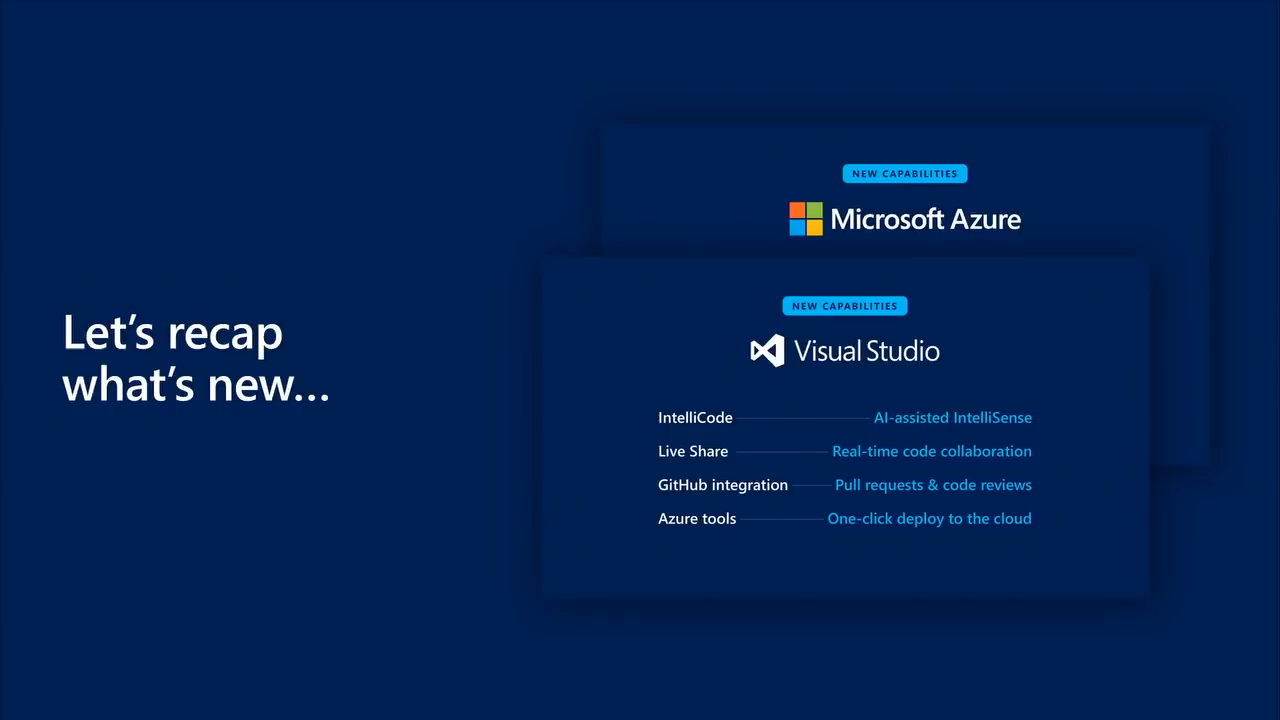 Let’s recap
what’s new...
NEW CAPABILITIES
Microsoft Azure
NEW CAPABILITIES
Visual Studio
IntelliCode AI-assisted IntelliSense
Live Share Real-time code collaboration
GitHub integration Pull requests & code reviews
Azure tools One-click deploy to the cloud